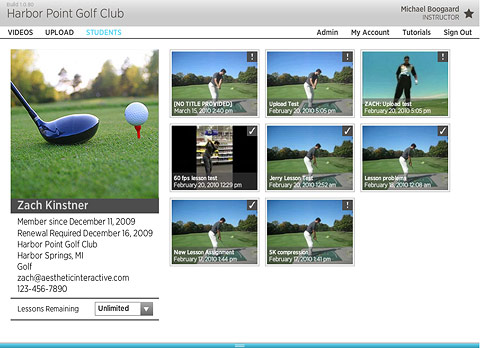 Build 1.0.80
Harbor Point Golf Club
Michael Boogaard
INSTRUCTOR
VIDEOS UPLOAD STUDENTS
Admin My Account Tutorials Sign Out
[NO TITLE PROVIDED]
March 15, 2010 2:40 pm
Upload Test
February 20, 2010 5:05 pm
ZACH: Upload test
February 20, 2010 5:05 pm
60 fps lesson test
February 20, 2010 12:29 pm
Jerry Lesson Test
February 20, 2010 12:52 am
Lesson problems
February 18, 2010 12:08 am
New Lesson Assignment
February 17, 2010 1:44 pm
5K compression
February 17, 2010 1:41 pm
Zach Kinstner
Member since December 11, 2009
Renewal Required December 16, 2009
Harbor Point Golf Club
Harbor Springs, MI
Golf
zach@aestheticinteractive.com
123-456-7890
Lessons Remaining Unlimited